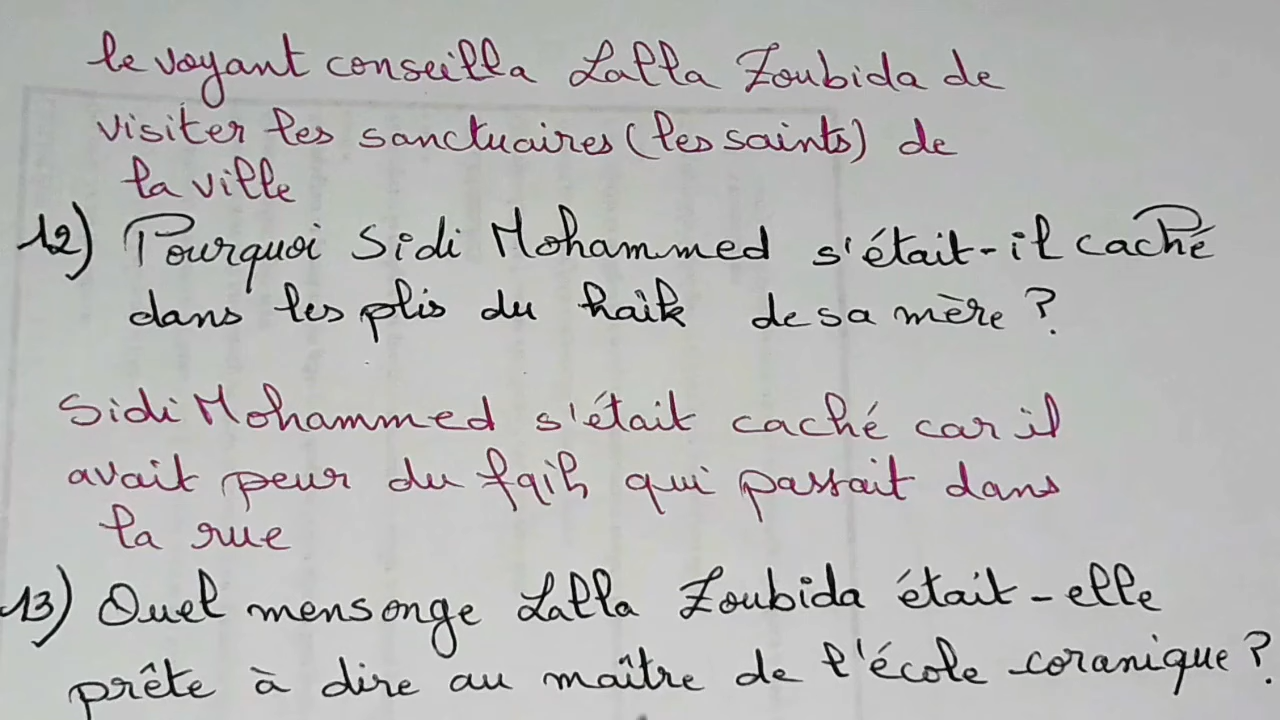 le voyant conseilla Lalla Zoubida de
visiter les sanctuaires (les saints) de
la ville
12) Pourquoi Sidi Mohammed s'était-il caché
dans les plis du haïk de sa mère ?
Sidi Mohammed s'était caché car il
avait peur du fqih qui passait dans
la rue
13) Quel mensonge Lalla Zoubida était-elle
prête à dire au maître de l'école coranique ?